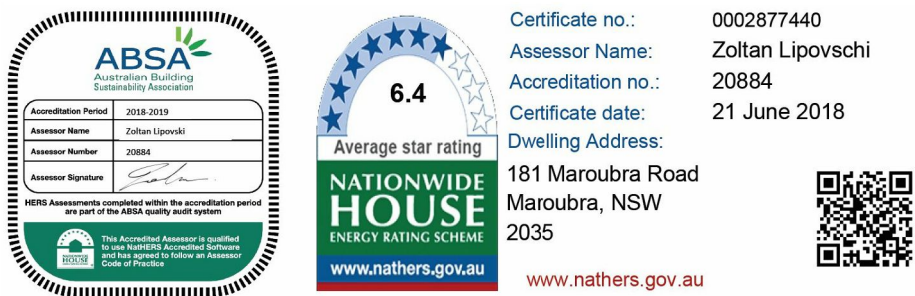 ABSA
Australian Building
Sustainability Association
Accreditation Period 2018-2019
Assessor Name Zoltan Lipovski
Assessor Number 20884
Assessor Signature
HERS Assessments completed within the accreditation period
are part of the ABSA quality audit system
NATIONWIDE
HOUSE
This Accredited Assessor is qualified
to use NatHERS Accredited Software
and has agreed to follow an Assessor
Code of Practice
6.4
Average star rating
NATIONWIDE
HOUSE
ENERGY RATING SCHEME
www.nathers.gov.au
Certificate no.: 0002877440
Assessor Name: Zoltan Lipovschi
Accreditation no.: 20884
Certificate date: 21 June 2018
Dwelling Address:
181 Maroubra Road
Maroubra, NSW
2035
www.nathers.gov.au